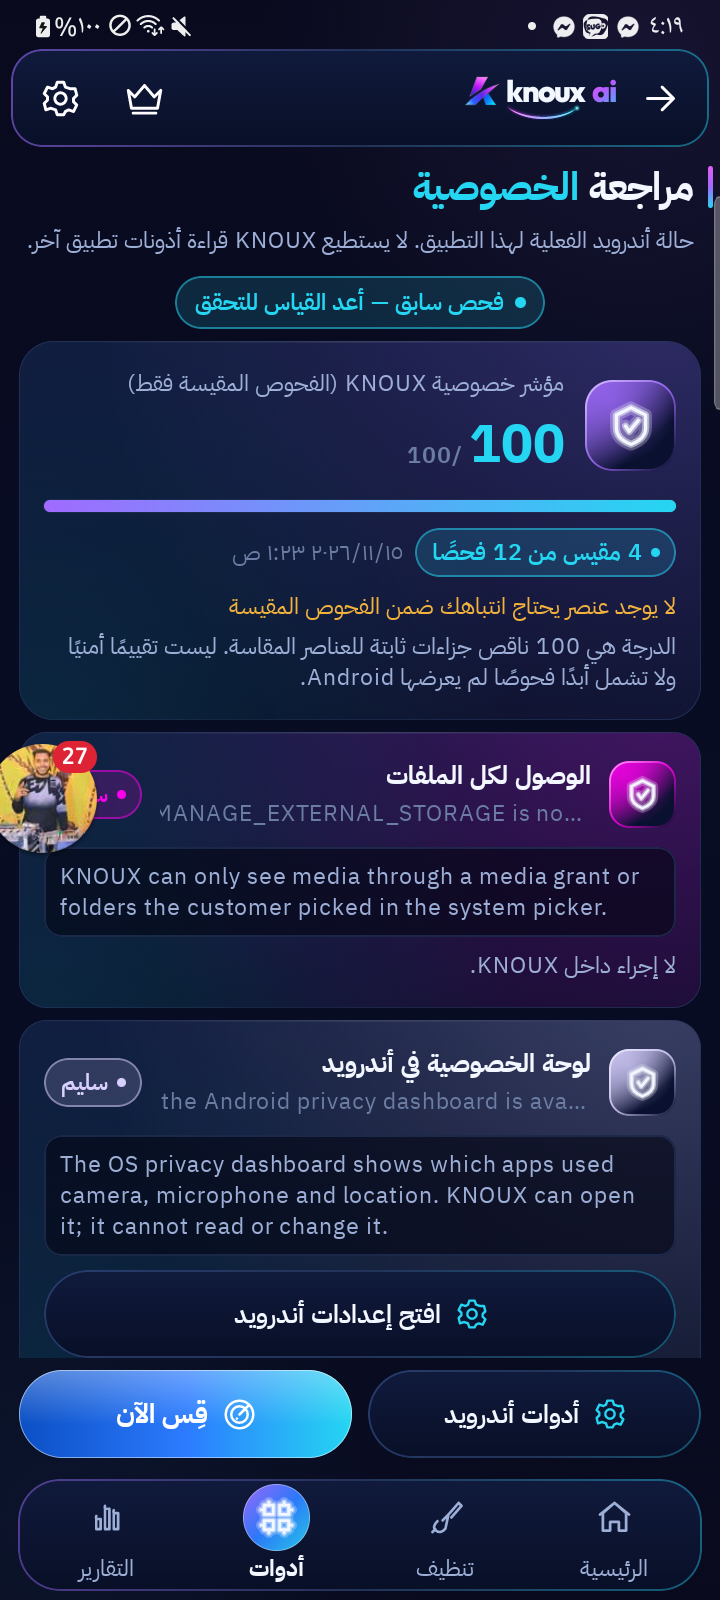 ٤:١٩
%١٠٠
knoux ai
مراجعة الخصوصية
حالة أندرويد الفعلية لهذا التطبيق. لا يستطيع KNOUX قراءة أذونات تطبيق آخر.
فحص سابق — أعد القياس للتحقق
مؤشر خصوصية KNOUX (الفحوص المقيسة فقط)
100 /100
4 مقيس من 12 فحصًا
٢٠٢٦/١١/١٥ ١:٢٣ ص
لا يوجد عنصر يحتاج انتباهك ضمن الفحوص المقيسة
الدرجة هي 100 ناقص جزاءات ثابتة للعناصر المقاسة. ليست تقييمًا أمنيًا
ولا تشمل أبدًا فحوصًا لم يعرضها Android.
27
الوصول لكل الملفات
MANAGE_EXTERNAL_STORAGE is no...
KNOUX can only see media through a media grant or
folders the customer picked in the system picker.
لا إجراء داخل KNOUX.
لوحة الخصوصية في أندرويد
سليم
the Android privacy dashboard is ava...
The OS privacy dashboard shows which apps used
camera, microphone and location. KNOUX can open
it; it cannot read or change it.
افتح إعدادات أندرويد
أدوات أندرويد
قِس الآن
الرئيسية
تنظيف
أدوات
التقارير